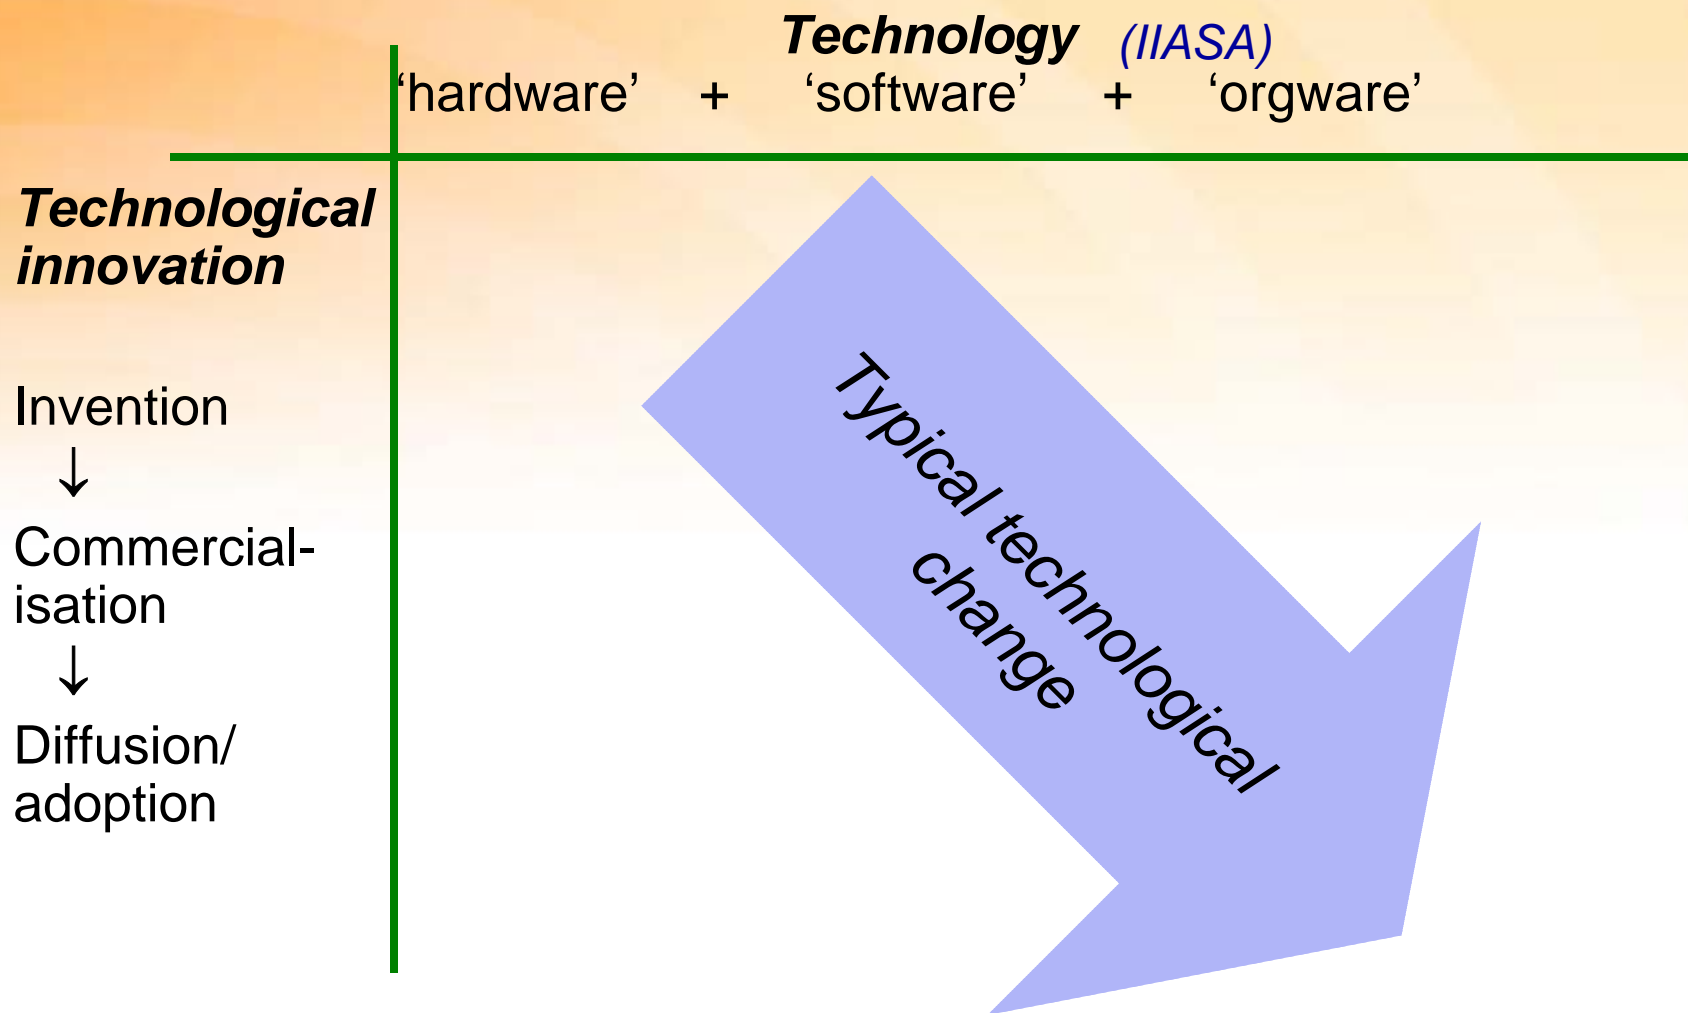 Technology (IIASA)
‘hardware’ + ‘software’ + ‘orgware’
Technological
innovation
Invention
↓
Commercial-
isation
↓
Diffusion/
adoption
Typical technological
change